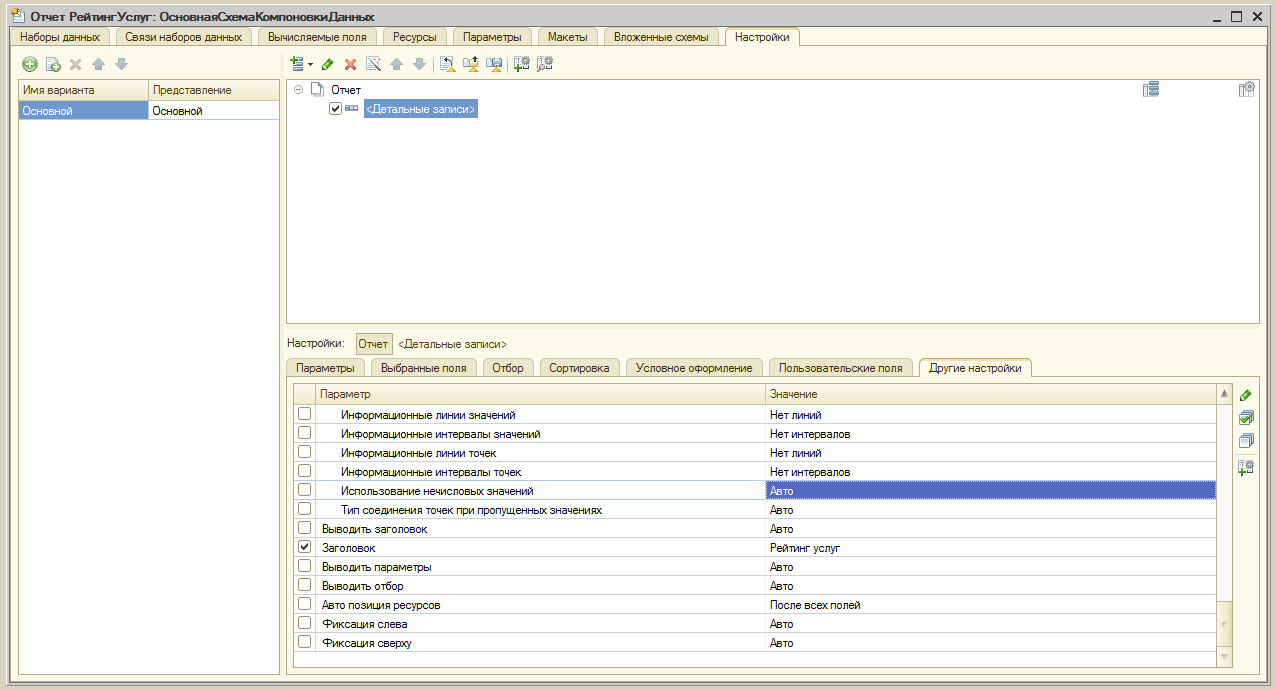 Отчет РейтингУслуг: ОсновнаяСхемаКомпоновкиДанных
Наборы данных Связи наборов данных Вычисляемые поля Ресурсы Параметры Макеты Вложенные схемы Настройки
Имя варианта Представление
Основной Основной
Отчет
<Детальные записи>
Настройки: Отчет <Детальные записи>
Параметры Выбранные поля Отбор Сортировка Условное оформление Пользовательские поля Другие настройки
Параметр Значение
Информационные линии значений Нет линий
Информационные интервалы значений Нет интервалов
Информационные линии точек Нет линий
Информационные интервалы точек Нет интервалов
Использование нечисловых значений Авто
Тип соединения точек при пропущенных значениях Авто
Выводить заголовок Авто
Заголовок Рейтинг услуг
Выводить параметры Авто
Выводить отбор Авто
Авто позиция ресурсов После всех полей
Фиксация слева Авто
Фиксация сверху Авто